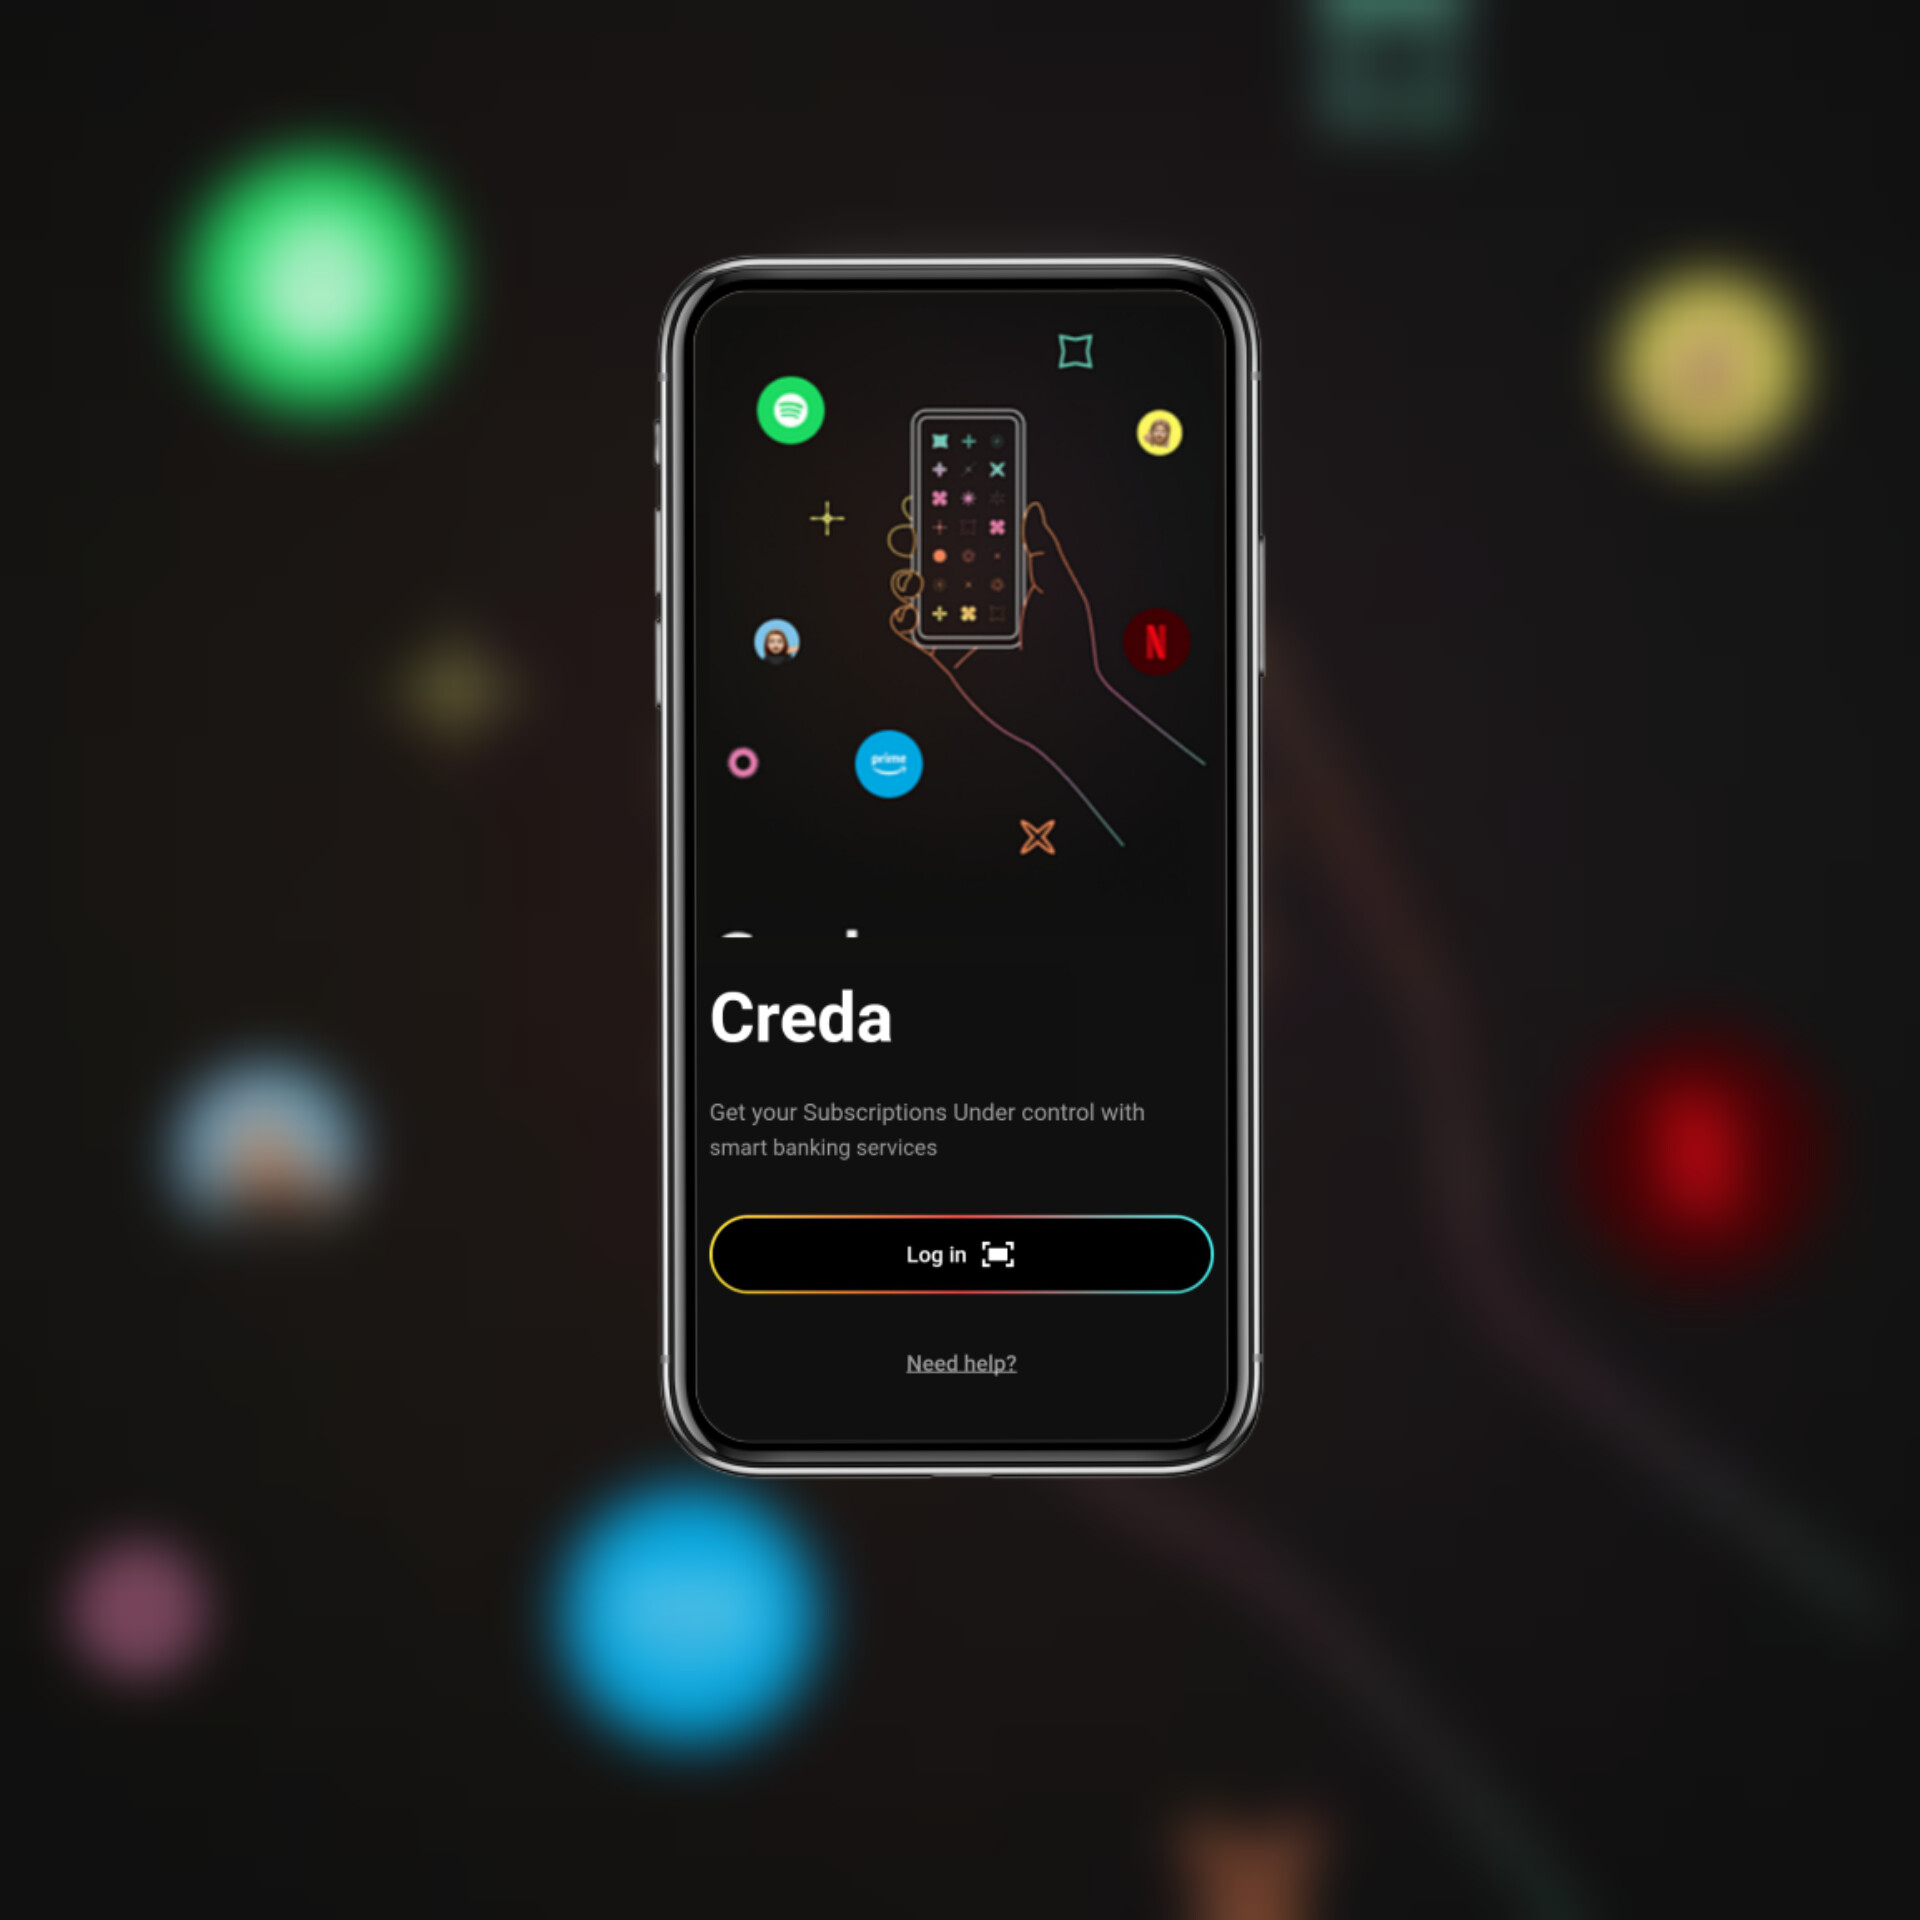 N
prime
Creda
Get your Subscriptions Under control with
smart banking services
Log in
Need help?